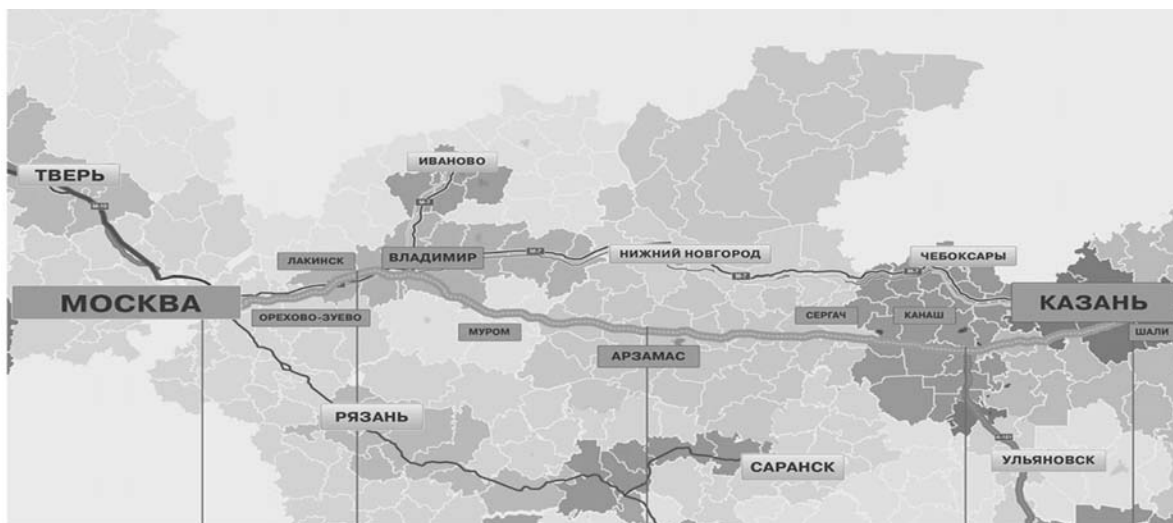 ИВАНОВО
ТВЕРЬ
ЛАКИНСК
ВЛАДИМИР
НИЖНИЙ НОВГОРОД
ЧЕБОКСАРЫ
МОСКВА
КАЗАНЬ
ОРЕХОВО-ЗУЕВО
МУРОМ
СЕРГАЧ
КАНАШ
ШАЛИ
АРЗАМАС
РЯЗАНЬ
САРАНСК
УЛЬЯНОВСК